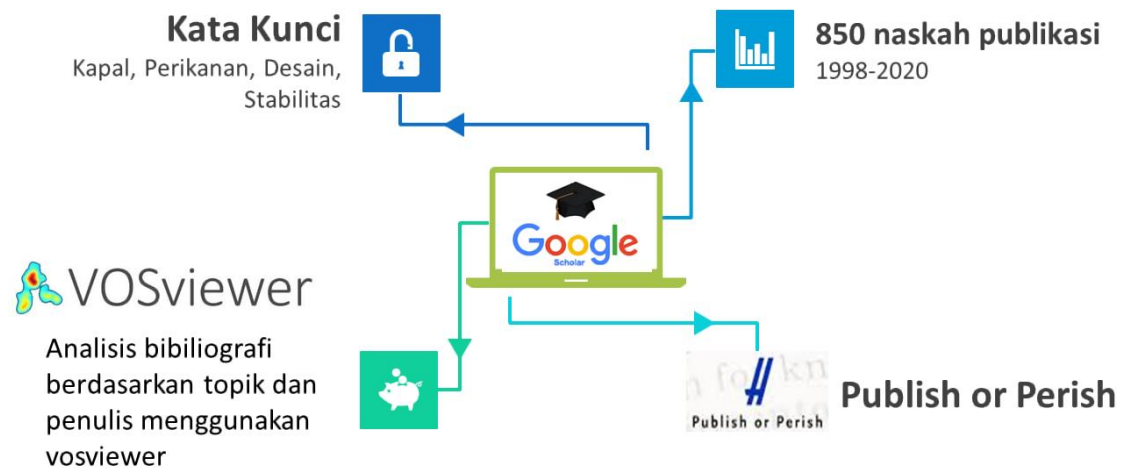 Kata Kunci
Kapal, Perikanan, Desain,
Stabilitas
850 naskah publikasi
1998-2020
Google
Scholar
VOSviewer
Analisis bibiliografi
berdasarkan topik dan
penulis menggunakan
vosviewer
Publish or Perish
Publish or Perish